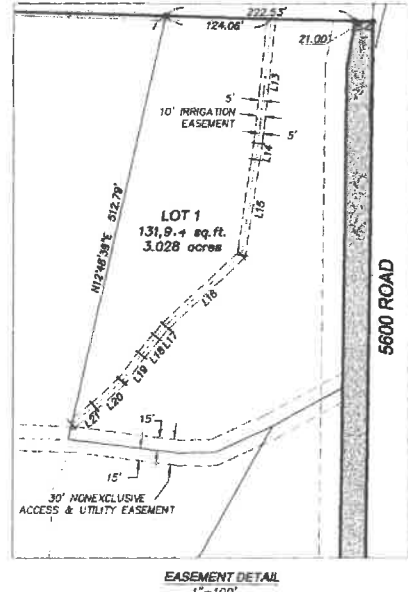 222.53'
124.06'
21.00'
L13
5'
10' IRRIGATION
EASEMENT
5'
L14
L15
N12°48'39"E 512.79'
LOT 1
3.028 acres
L16
5600 ROAD
L17
L18
L19
L20
L21
15'
15'
30' NONEXCLUSIVE
ACCESS & UTILITY EASEMENT
EASEMENT DETAIL
1"=100'